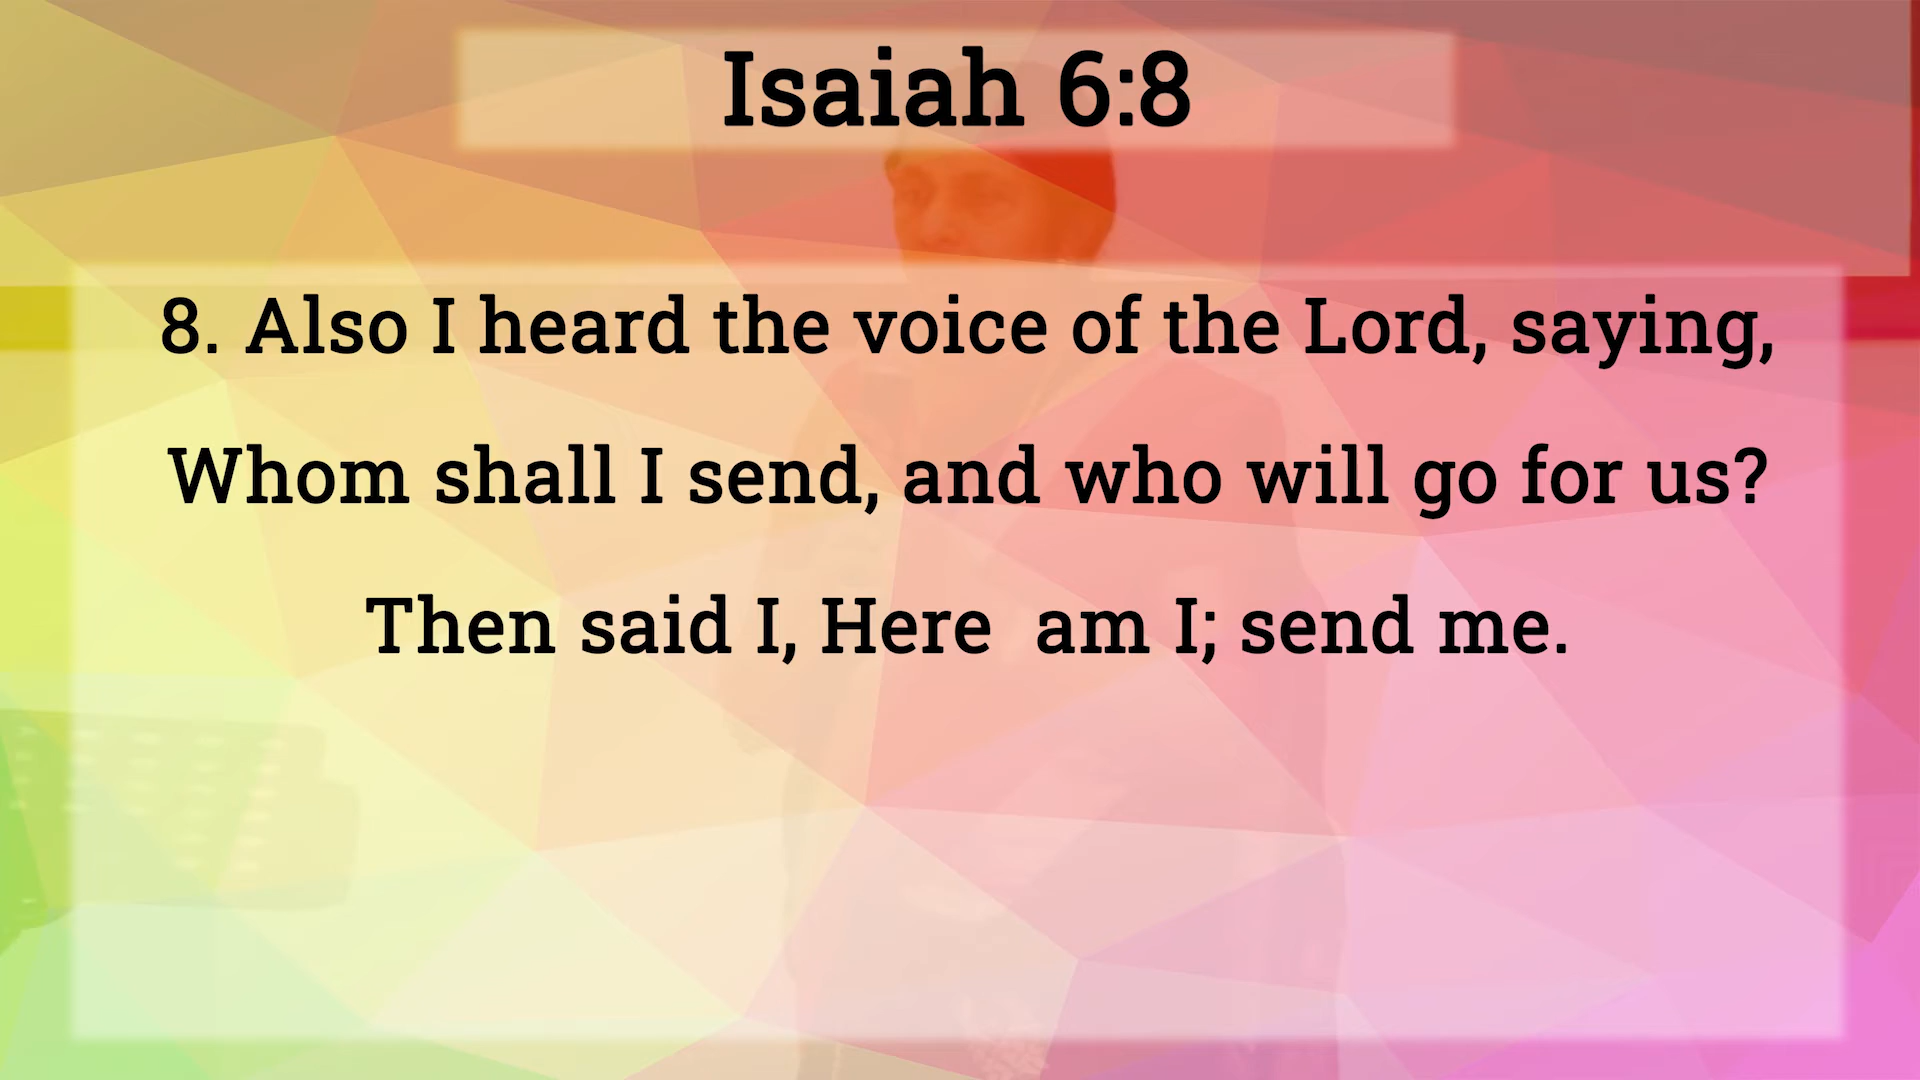 Isaiah 6:8
8. Also I heard the voice of the Lord, saying,
Whom shall I send, and who will go for us?
Then said I, Here  am I; send me.